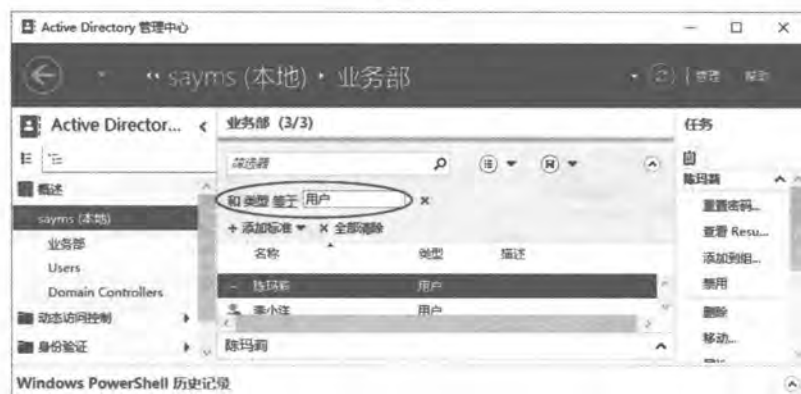 Active Directory 管理中心
sayms (本地) · 业务部
管理 帮助
Active Director...
业务部 (3/3)
任务
筛选器
概述
和 类型 等于 用户
陈玛莉
sayms (本地)
添加标准 全部清除
重置密码...
业务部
名称 类型 描述
查看 Resu...
Users
添加到组...
Domain Controllers
陈玛莉 用户
禁用
动态访问控制
李小洋 用户
删除
身份验证
陈玛莉
移动...
Windows PowerShell 历史记录